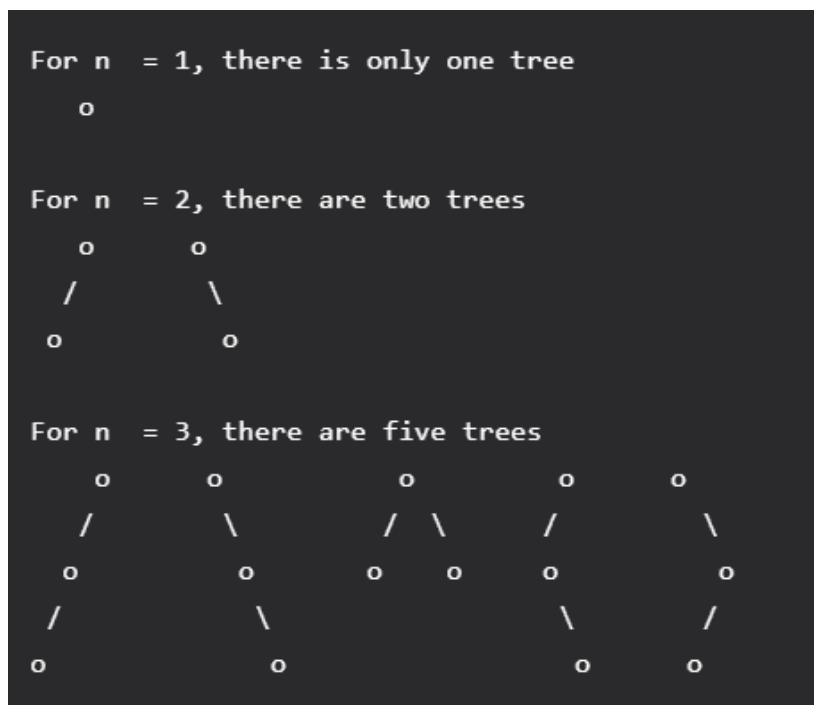 For n  = 1, there is only one tree
   o
For n  = 2, there are two trees
   o      o
  /        \
 o          o
For n  = 3, there are five trees
    o      o           o         o      o
   /        \         / \      /         \
  o          o       o    o    o          o
 /            \                  \        /
o              o                  o      o